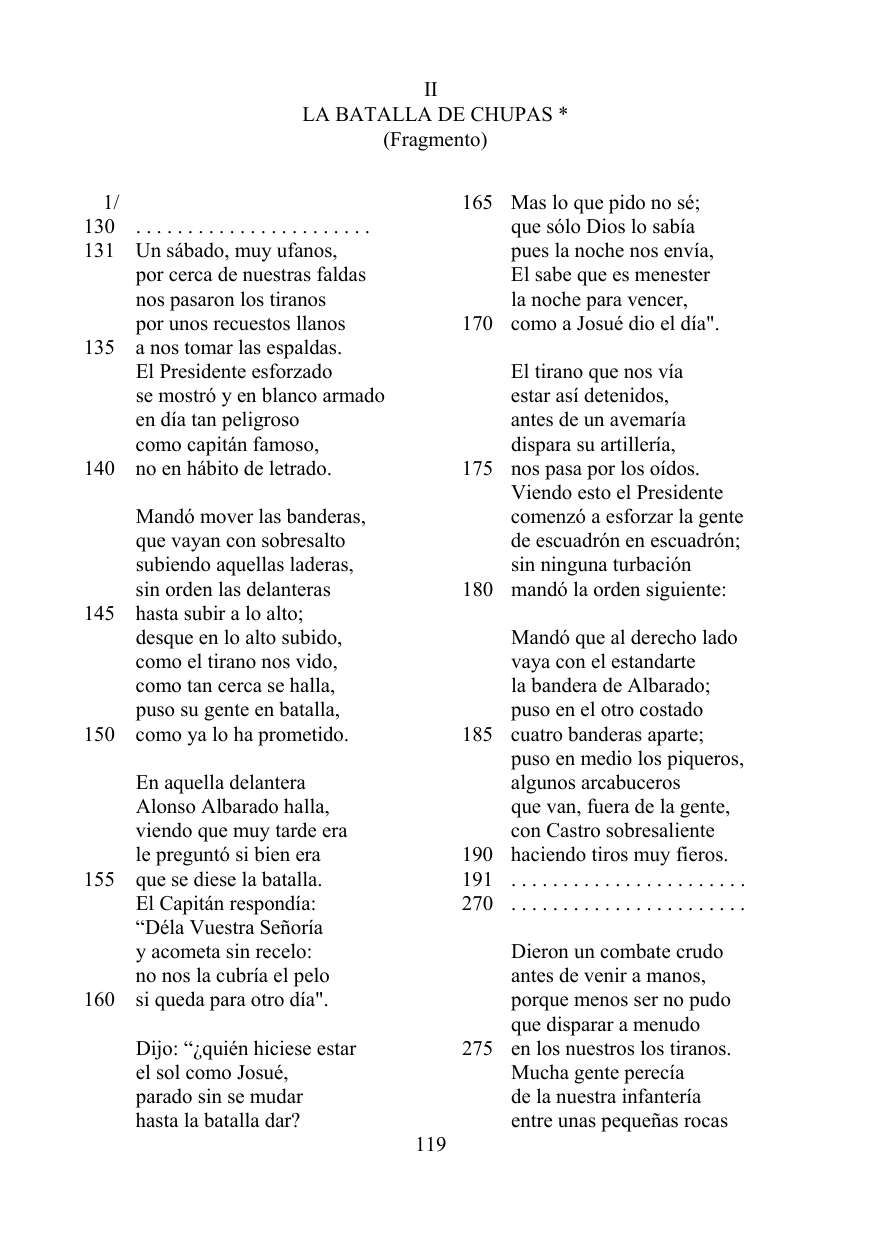 II
LA BATALLA DE CHUPAS *
(Fragmento)
1/
130 . . . . . . . . . . . . . . . . . . . . . . .
131 Un sábado, muy ufanos,
por cerca de nuestras faldas
nos pasaron los tiranos
por unos recuestos llanos
135 a nos tomar las espaldas.
El Presidente esforzado
se mostró y en blanco armado
en día tan peligroso
como capitán famoso,
140 no en hábito de letrado.
Mandó mover las banderas,
que vayan con sobresalto
subiendo aquellas laderas,
sin orden las delanteras
145 hasta subir a lo alto;
desque en lo alto subido,
como el tirano nos vido,
como tan cerca se halla,
puso su gente en batalla,
150 como ya lo ha prometido.
En aquella delantera
Alonso Albarado halla,
viendo que muy tarde era
le preguntó si bien era
155 que se diese la batalla.
El Capitán respondía:
“Déla Vuestra Señoría
y acometa sin recelo:
no nos la cubría el pelo
160 si queda para otro día".
Dijo: “¿quién hiciese estar
el sol como Josué,
parado sin se mudar
hasta la batalla dar?
165 Mas lo que pido no sé;
que sólo Dios lo sabía
pues la noche nos envía,
El sabe que es menester
la noche para vencer,
170 como a Josué dio el día".
El tirano que nos vía
estar así detenidos,
antes de un avemaría
dispara su artillería,
175 nos pasa por los oídos.
Viendo esto el Presidente
comenzó a esforzar la gente
de escuadrón en escuadrón;
sin ninguna turbación
180 mandó la orden siguiente:
Mandó que al derecho lado
vaya con el estandarte
la bandera de Albarado;
puso en el otro costado
185 cuatro banderas aparte;
puso en medio los piqueros,
algunos arcabuceros
que van, fuera de la gente,
con Castro sobresaliente
190 haciendo tiros muy fieros.
191 . . . . . . . . . . . . . . . . . . . . . . .
270 . . . . . . . . . . . . . . . . . . . . . . .
Dieron un combate crudo
antes de venir a manos,
porque menos ser no pudo
que disparar a menudo
275 en los nuestros los tiranos.
Mucha gente perecía
de la nuestra infantería
entre unas pequeñas rocas
119